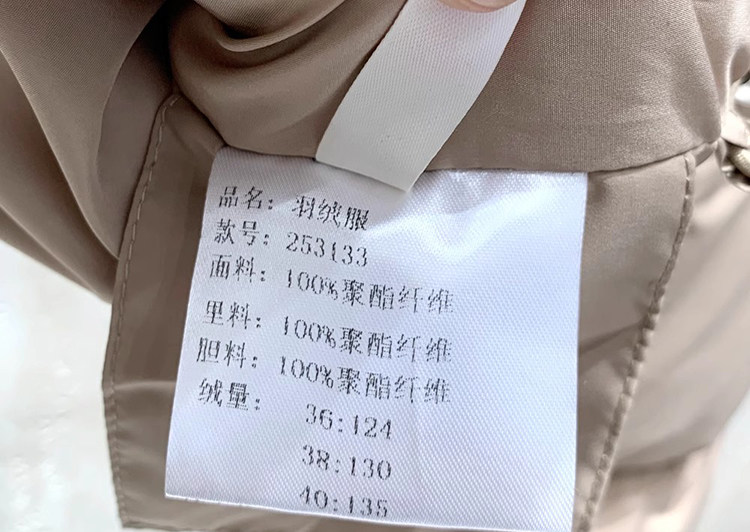 品名: 羽绒服
款号: 253133
面料: 100%聚酯纤维
里料: 100%聚酯纤维
胆料: 100%聚酯纤维
绒量:
36:124
38:130
40:135